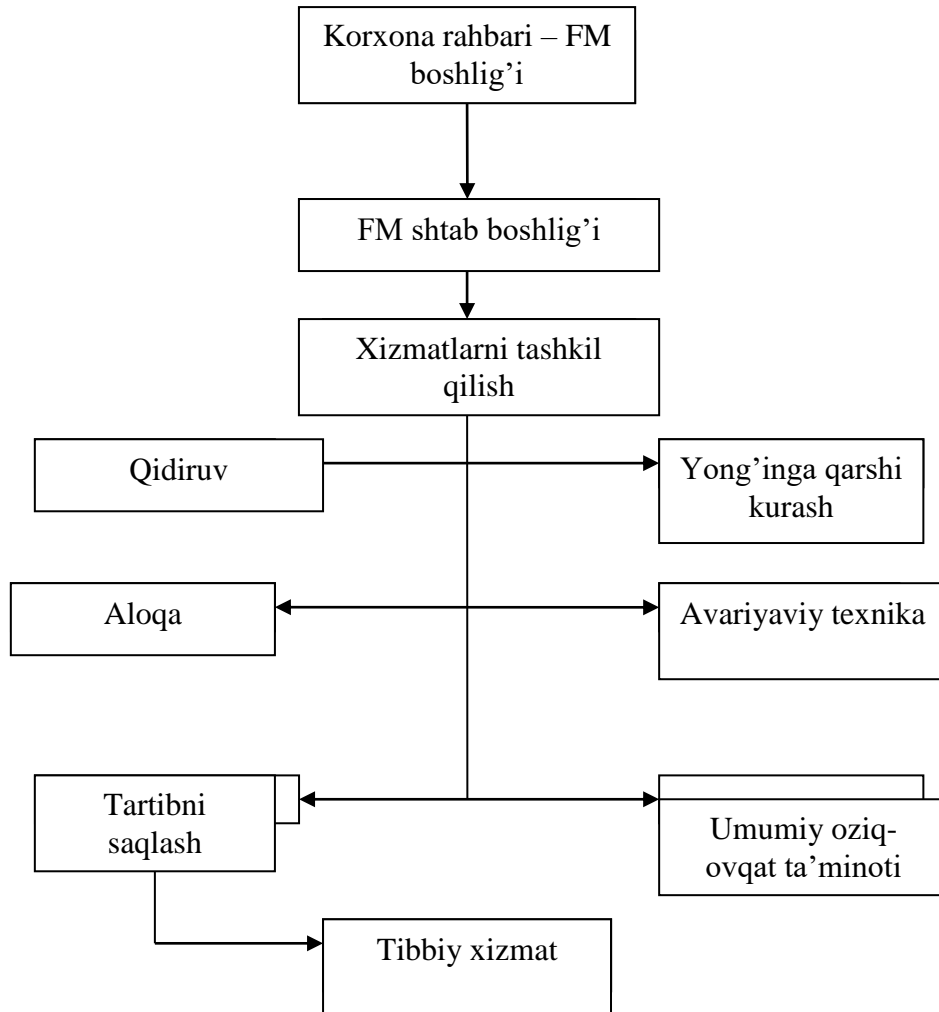 Korxona rahbari – FM
boshlig’i
FM shtab boshlig’i
Xizmatlarni tashkil
qilish
Qidiruv
Yong’inga qarshi
kurash
Aloqa
Avariyaviy texnika
Tartibni
saqlash
Umumiy oziq-
ovqat ta’minoti
Tibbiy xizmat